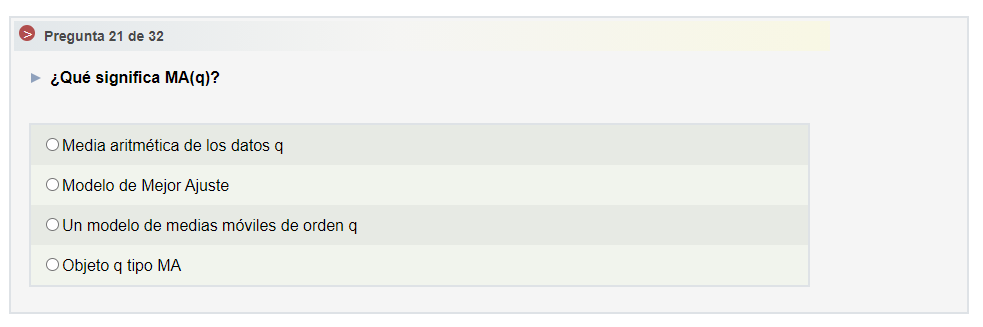 Pregunta 21 de 32
¿Qué significa MA(q)?
Media aritmética de los datos q
Modelo de Mejor Ajuste
Un modelo de medias móviles de orden q
Objeto q tipo MA